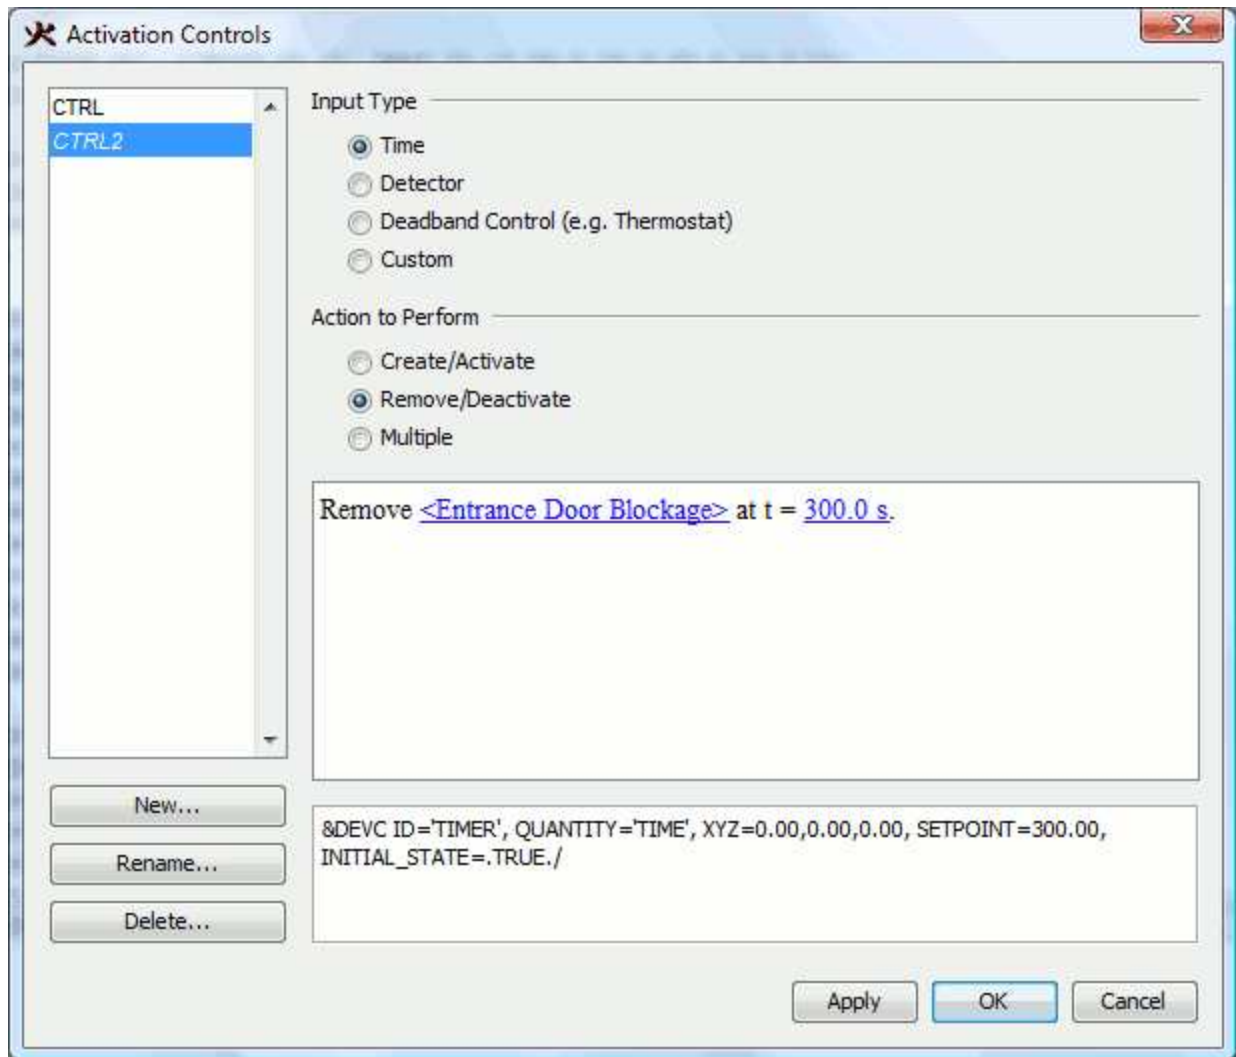 Activation Controls
CTRL
CTRL2
Input Type
Time
Detector
Deadband Control (e.g. Thermostat)
Custom
Action to Perform
Create/Activate
Remove/Deactivate
Multiple
Remove <Entrance Door Blockage> at t = 300.0 s.
New...
Rename...
Delete...
&DEVC ID='TIMER', QUANTITY='TIME', XYZ=0.00,0.00,0.00, SETPOINT=300.00,
INITIAL_STATE=.TRUE./
Apply
OK
Cancel